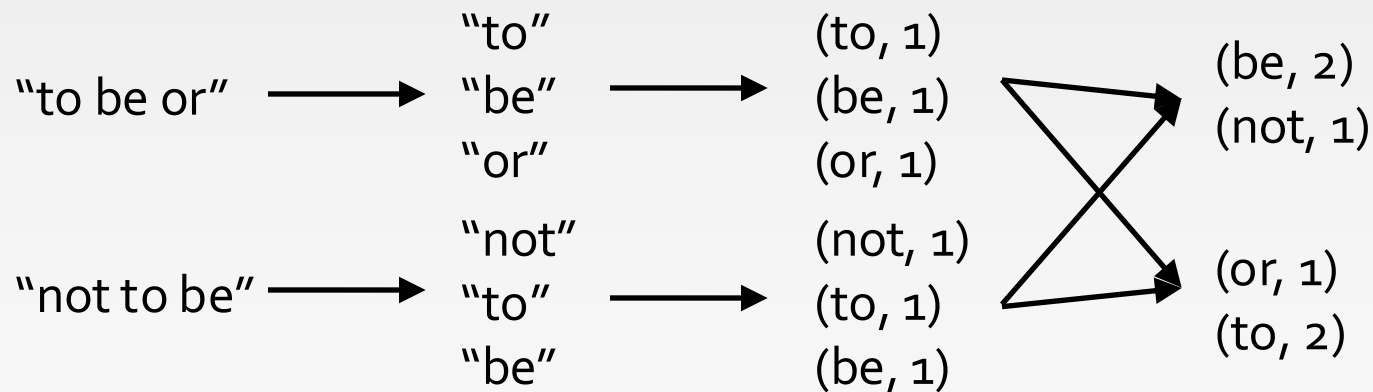 “to be or”
“not to be”
“to”
“be”
“or”
“not”
“to”
“be”
(to, 1)
(be, 1)
(or, 1)
(not, 1)
(to, 1)
(be, 1)
(be, 2)
(not, 1)
(or, 1)
(to, 2)